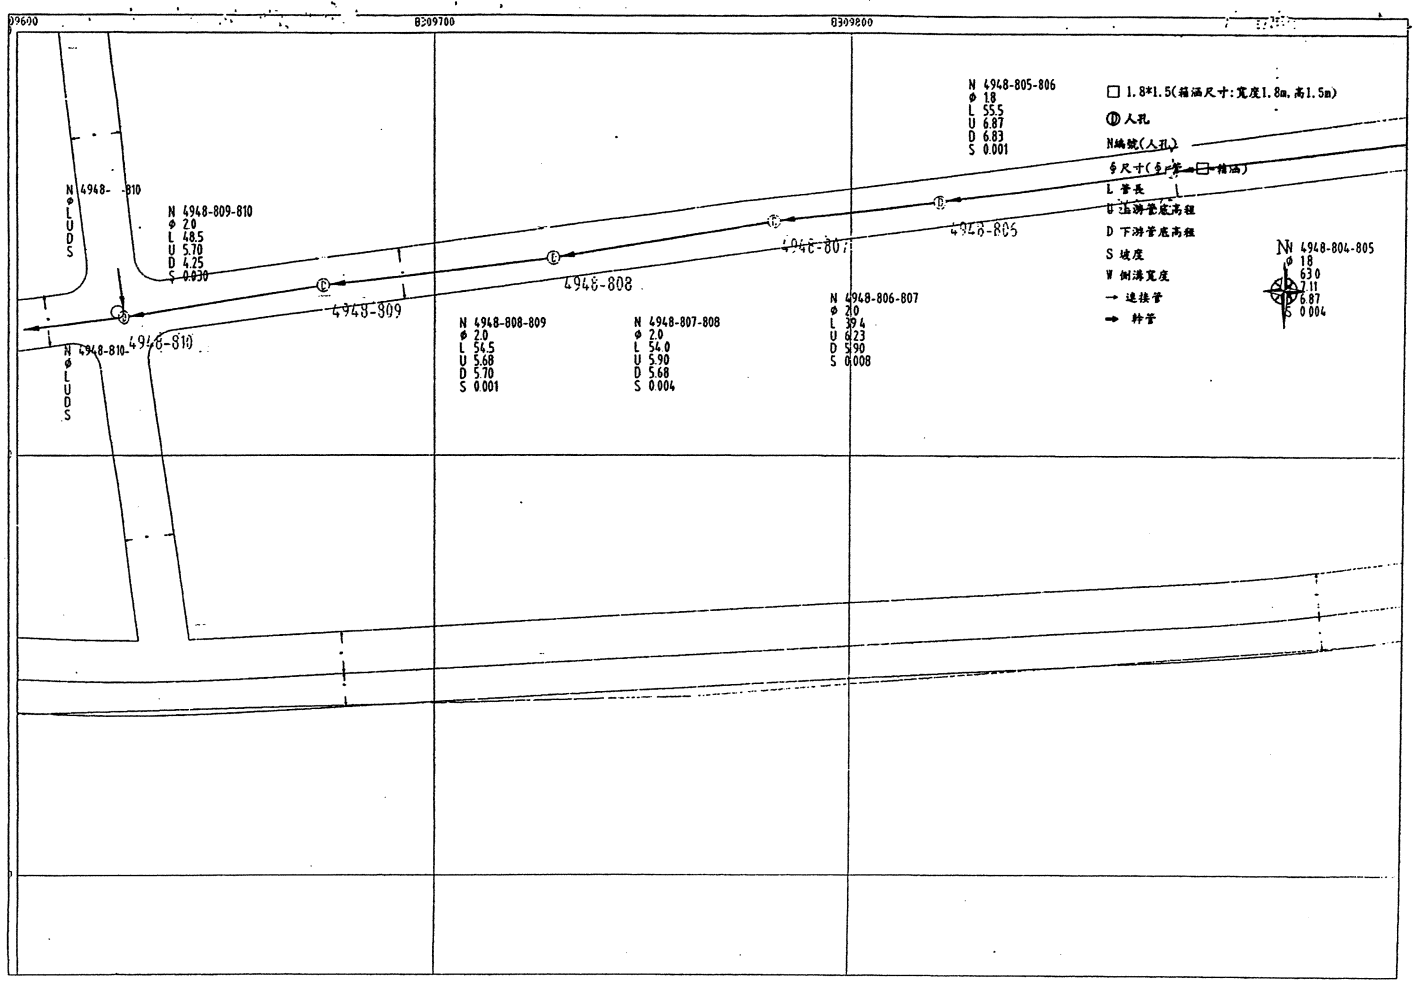 09600
8309700
8309800
N 4948-805-806
ϕ 1.8
L 55.5
U 6.87
D 6.83
S 0.001
□ 1.8*1.5(箱涵尺寸:寬度1.8m,高1.5m)
Ⓓ 人孔
N編號(人孔)
L 管長
U 上游管底高程
D 下游管底高程
S 坡度
W 側溝寬度
→ 連接管
→ 幹管
N
N 4948-804-805
ϕ 1.8
63.0
7.11
6.87
S 0.004
N 4948- -810
ϕ
L
U
D
S
N 4948-809-810
ϕ 2.0
L 48.5
U 5.70
D 4.25
S 0.030
4948-806
4948-807
4948-808
4948-809
4948-810
N 4948-810-
ϕ
L
U
D
S
N 4948-808-809
ϕ 2.0
L 54.5
U 5.68
D 5.70
S 0.001
N 4948-807-808
ϕ 2.0
L 54.0
U 5.90
D 5.68
S 0.004
N 4948-806-807
ϕ 2.0
L 39.4
U 6.23
D 5.90
S 0.008